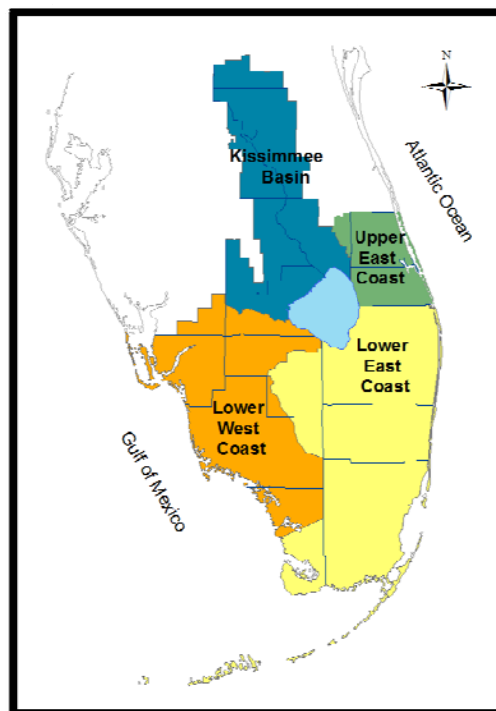 N
Atlantic Ocean
Kissimmee
Basin
Upper
East
Coast
Lower
East
Coast
Lower
West
Coast
Gulf of Mexico